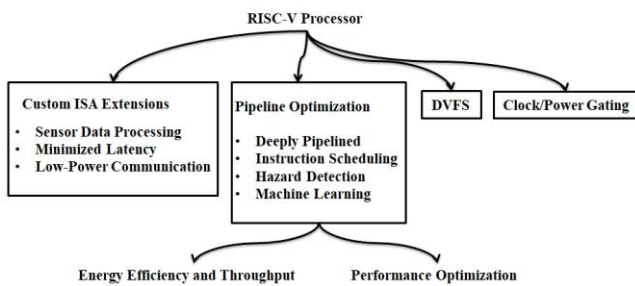 RISC-V Processor
Custom ISA Extensions
• Sensor Data Processing
• Minimized Latency
• Low-Power Communication
Pipeline Optimization
• Deeply Pipelined
• Instruction Scheduling
• Hazard Detection
• Machine Learning
DVFS
Clock/Power Gating
Energy Efficiency and Throughput
Performance Optimization